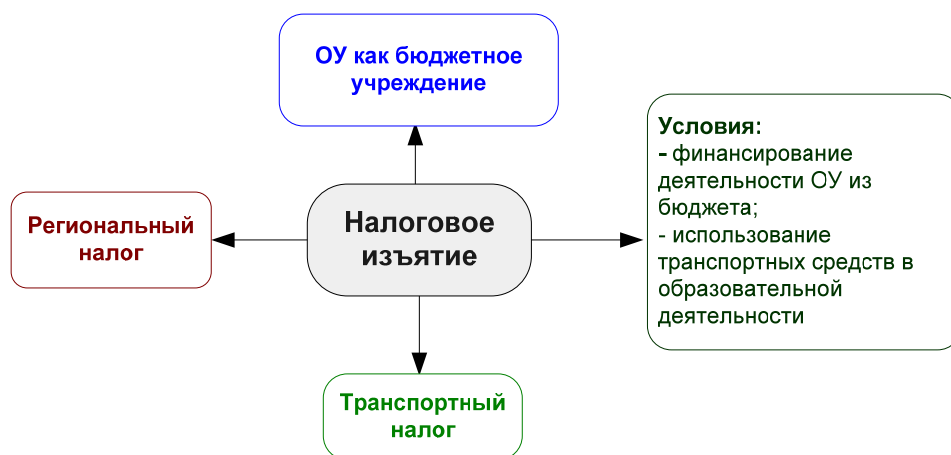 ОУ как бюджетное
учреждение
Региональный
налог
Налоговое
изъятие
Условия:
- финансирование
деятельности ОУ из
бюджета;
- использование
транспортных средств в
образовательной
деятельности
Транспортный
налог